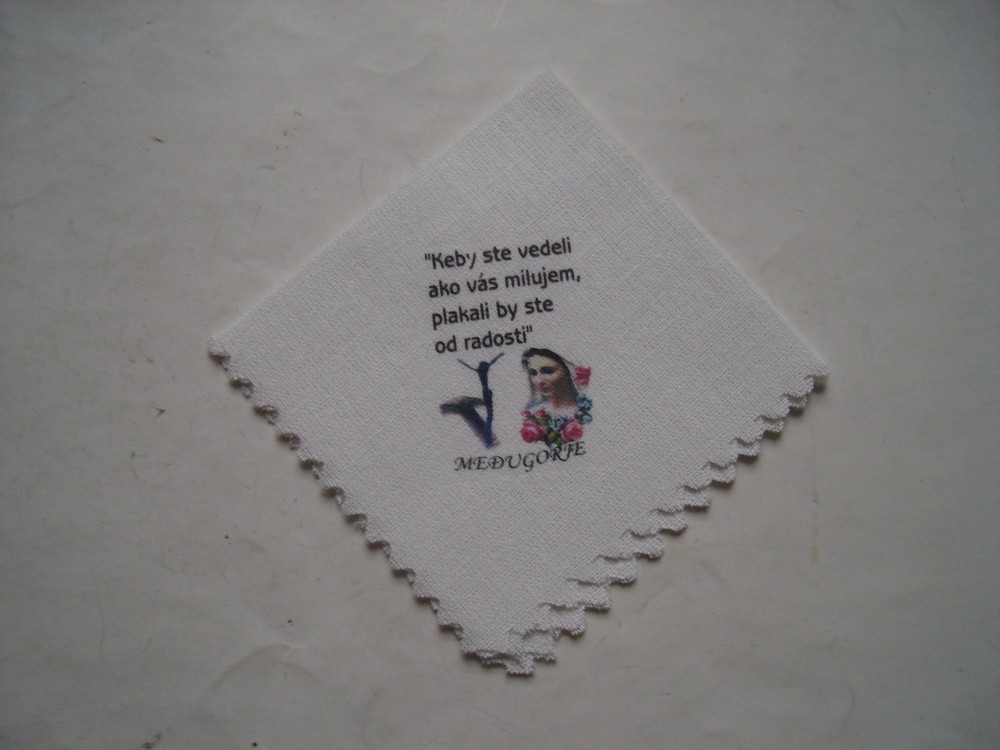 "Keby ste vedeli
ako vás milujem,
plakali by ste
od radosti"
MEĐUGORJE